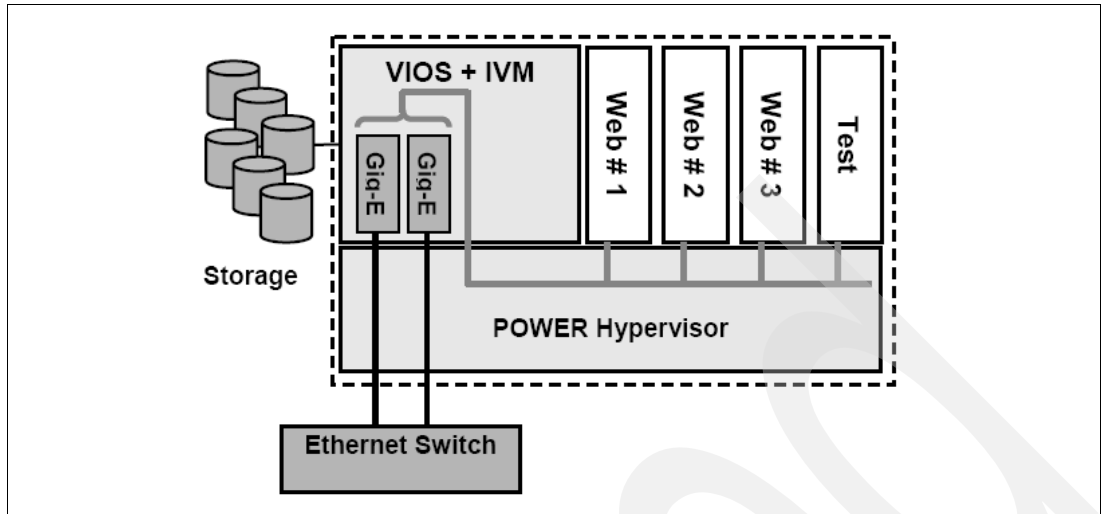 VIOS + IVM
Gig-E
Gig-E
Web # 1
Web # 2
Web # 3
Test
Storage
POWER Hypervisor
Ethernet Switch